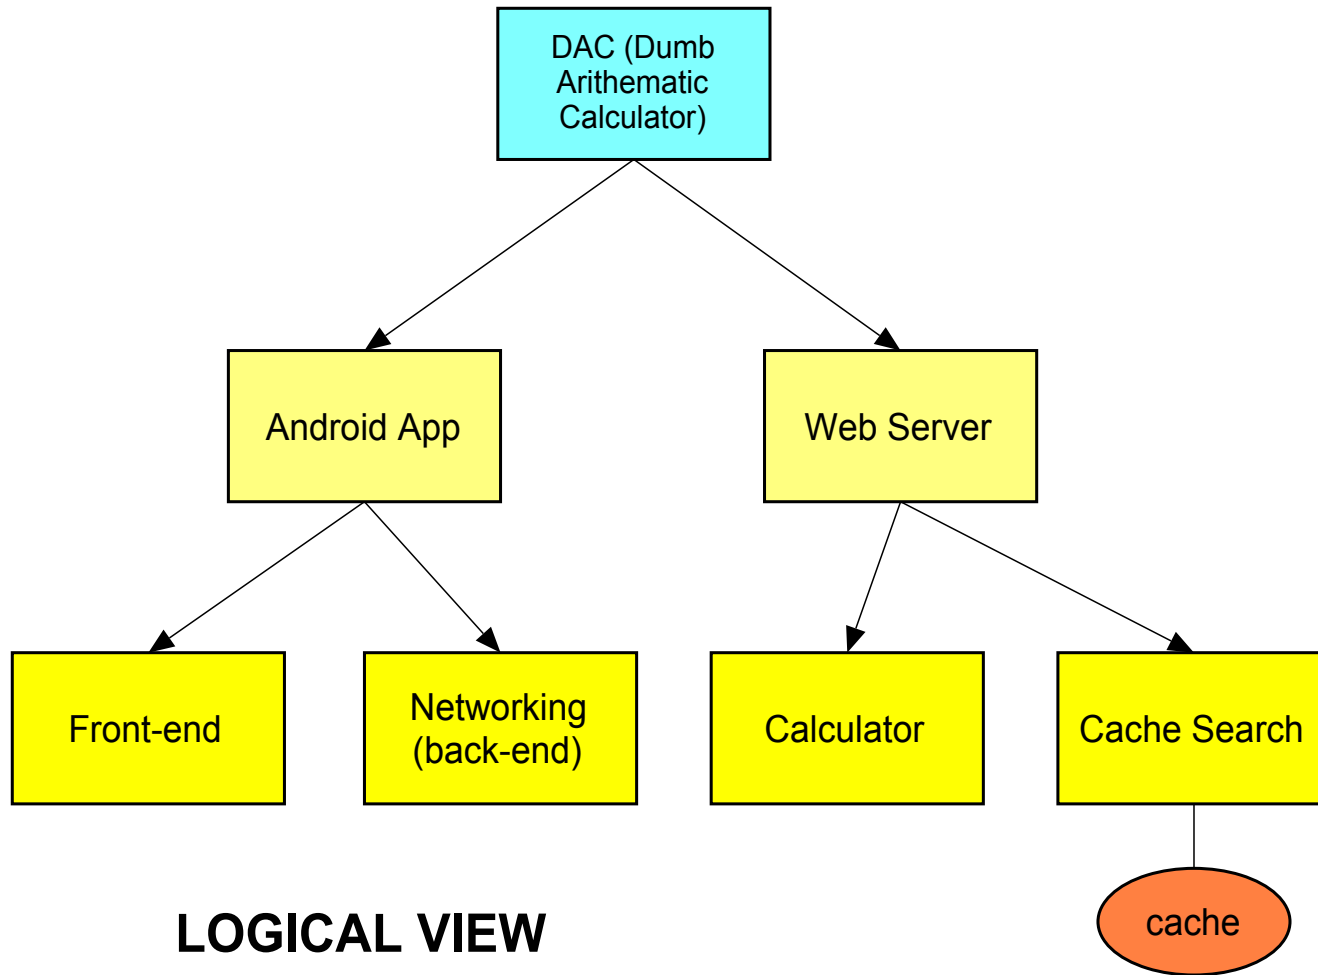 DAC (Dumb
Arithematic
Calculator)
Android App
Web Server
Front-end
Networking
(back-end)
Calculator
Cache Search
cache
LOGICAL VIEW